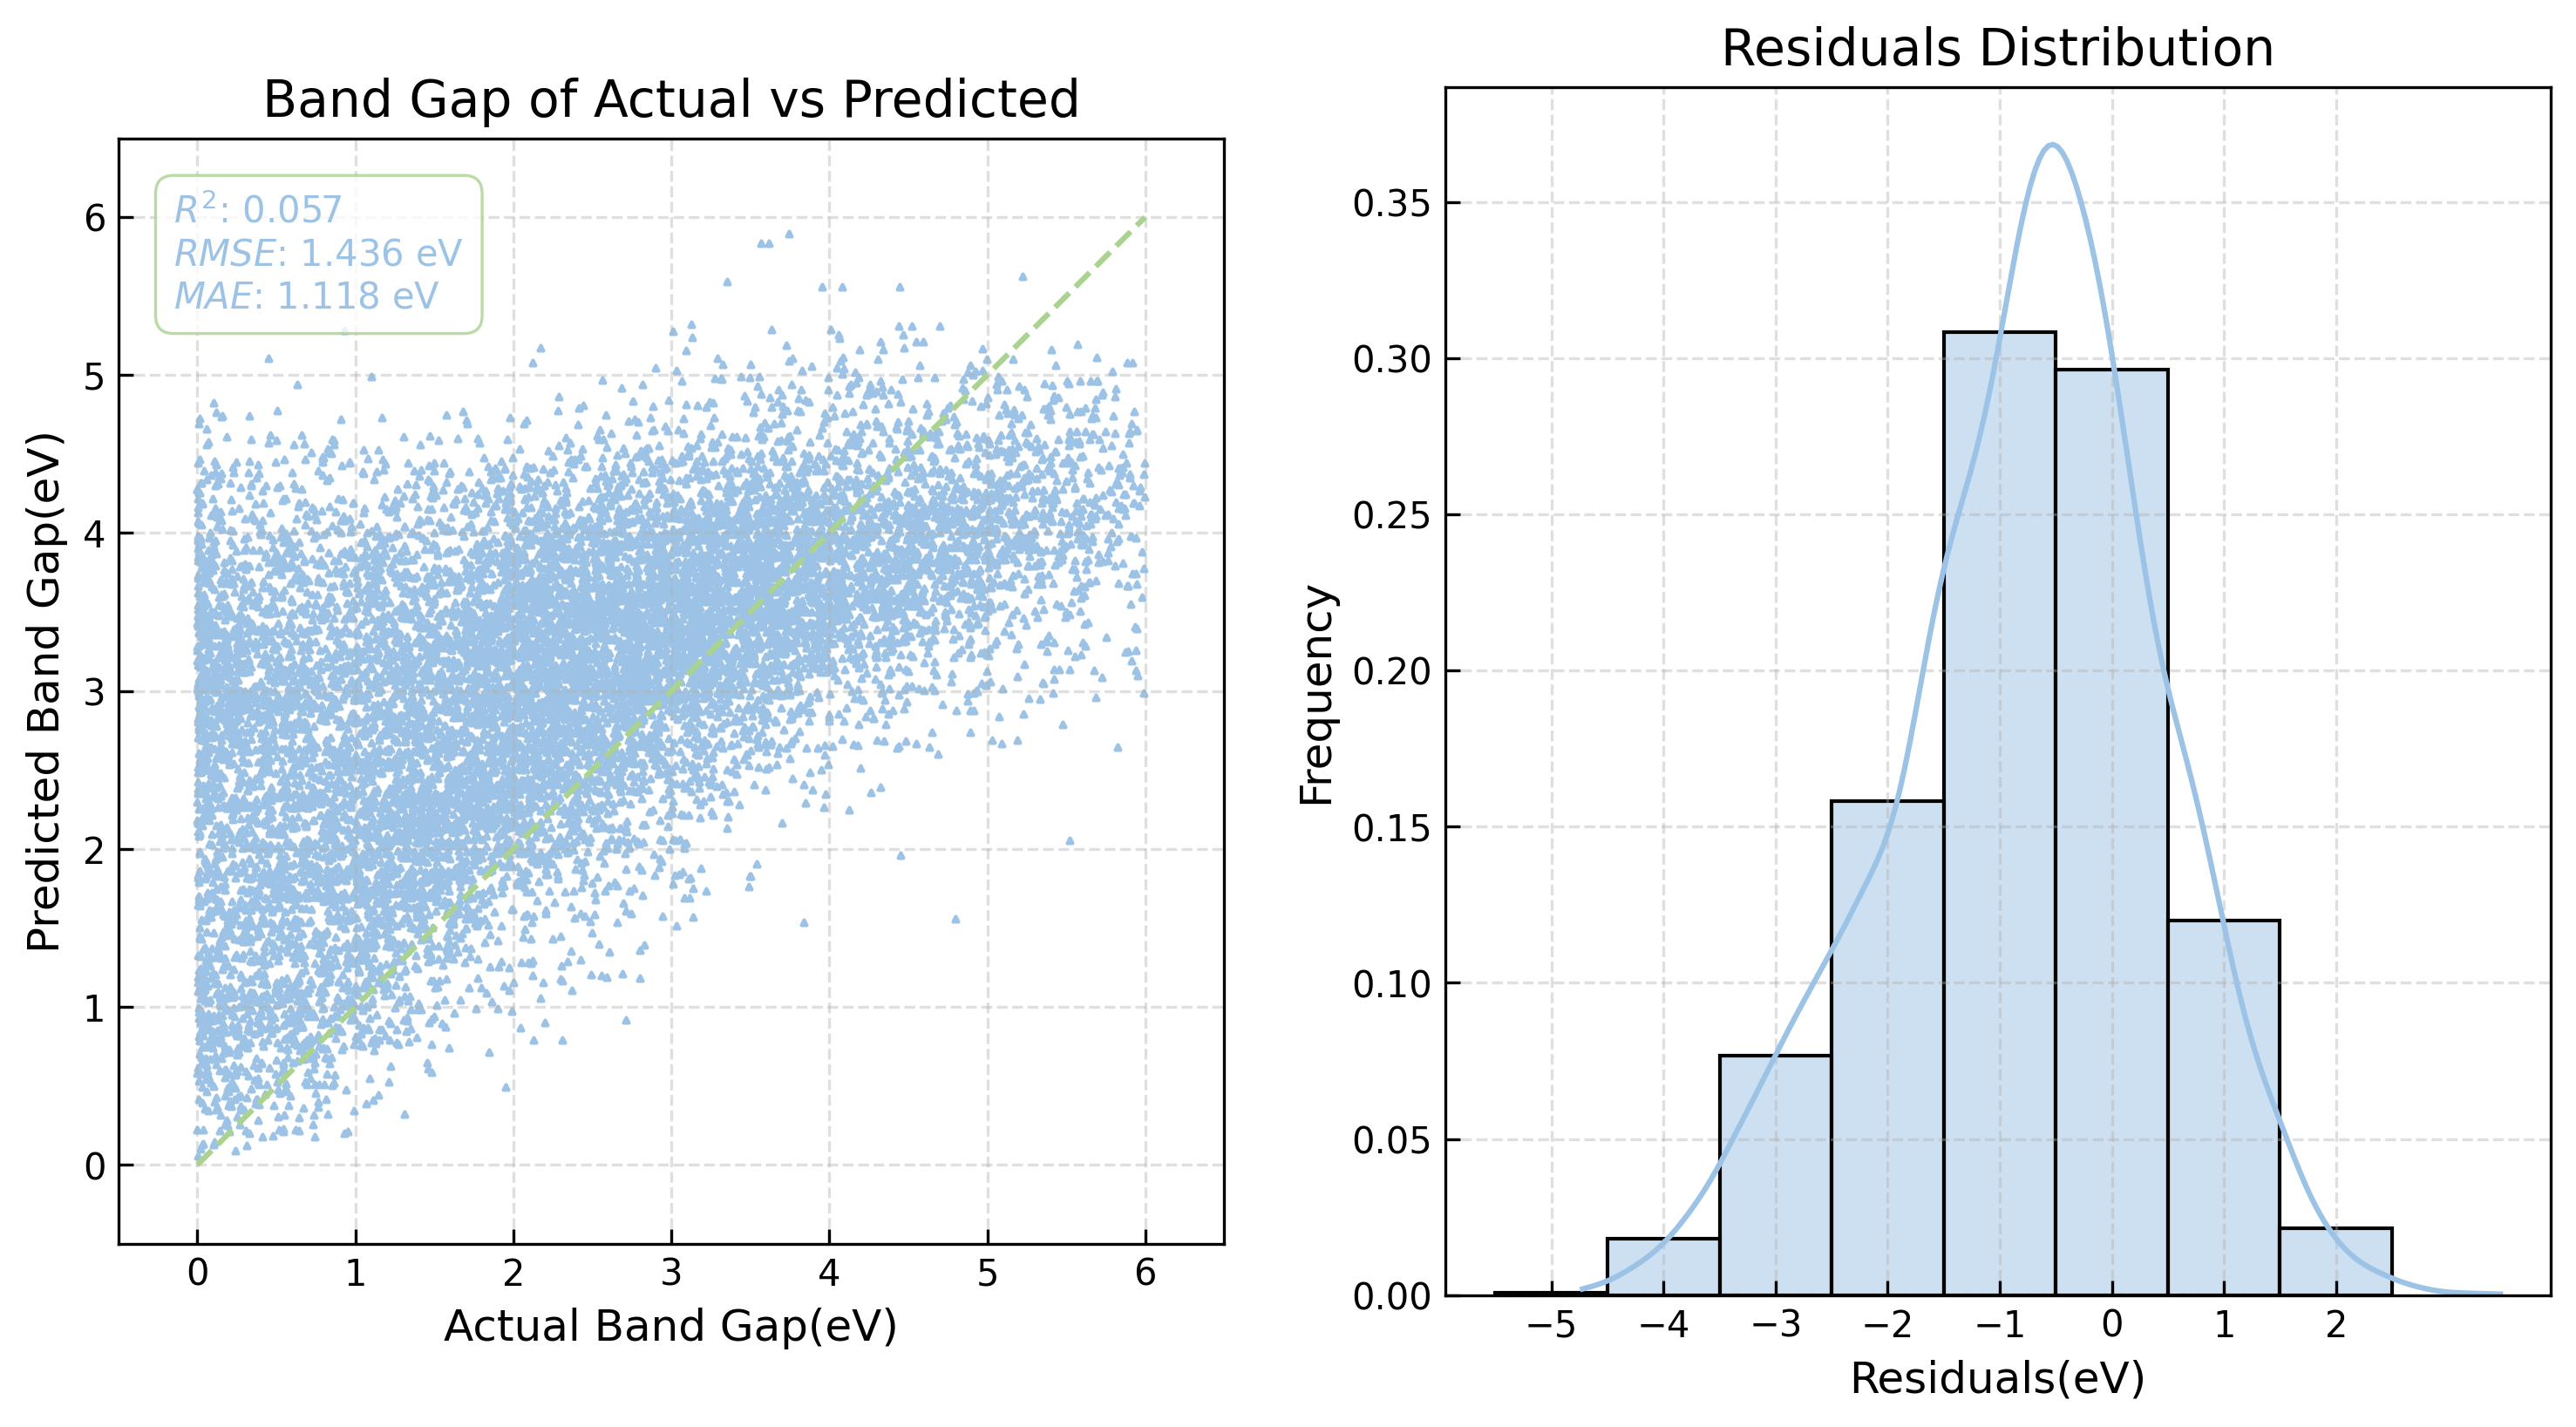 Band Gap of Actual vs Predicted
R²: 0.057
RMSE: 1.436 eV
MAE: 1.118 eV
Predicted Band Gap(eV)
6
5
4
3
2
1
0
0 1 2 3 4 5 6
Actual Band Gap(eV)
Residuals Distribution
Frequency
0.35
0.30
0.25
0.20
0.15
0.10
0.05
0.00
−5 −4 −3 −2 −1 0 1 2
Residuals(eV)